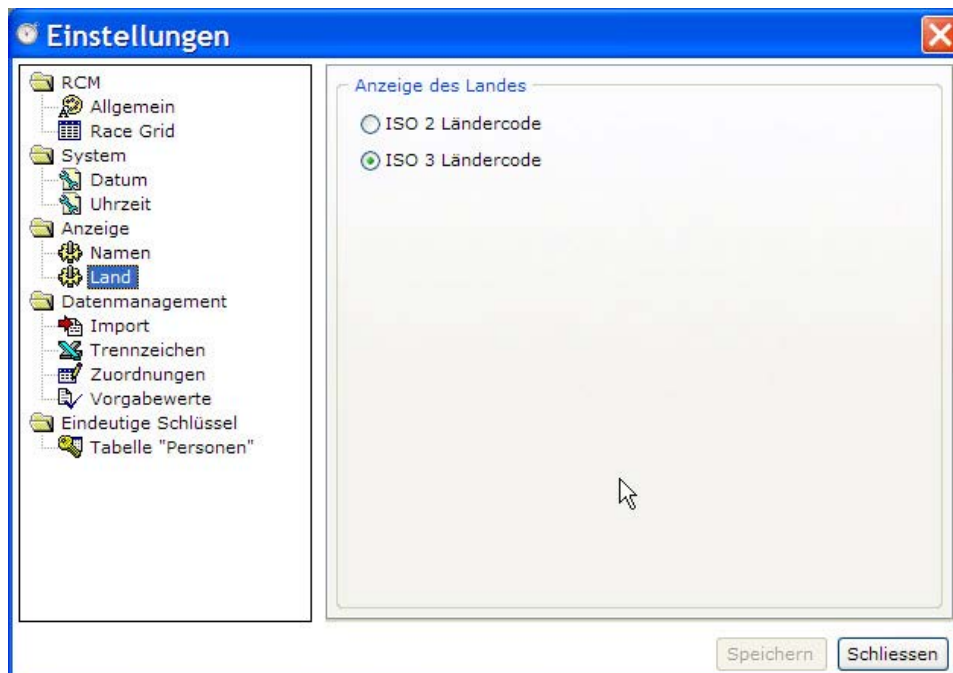 Einstellungen
RCM
Allgemein
Race Grid
System
Datum
Uhrzeit
Anzeige
Namen
Land
Datenmanagement
Import
Trennzeichen
Zuordnungen
Vorgabewerte
Eindeutige Schlüssel
Tabelle "Personen"
Anzeige des Landes
ISO 2 Ländercode
ISO 3 Ländercode
Speichern
Schliessen